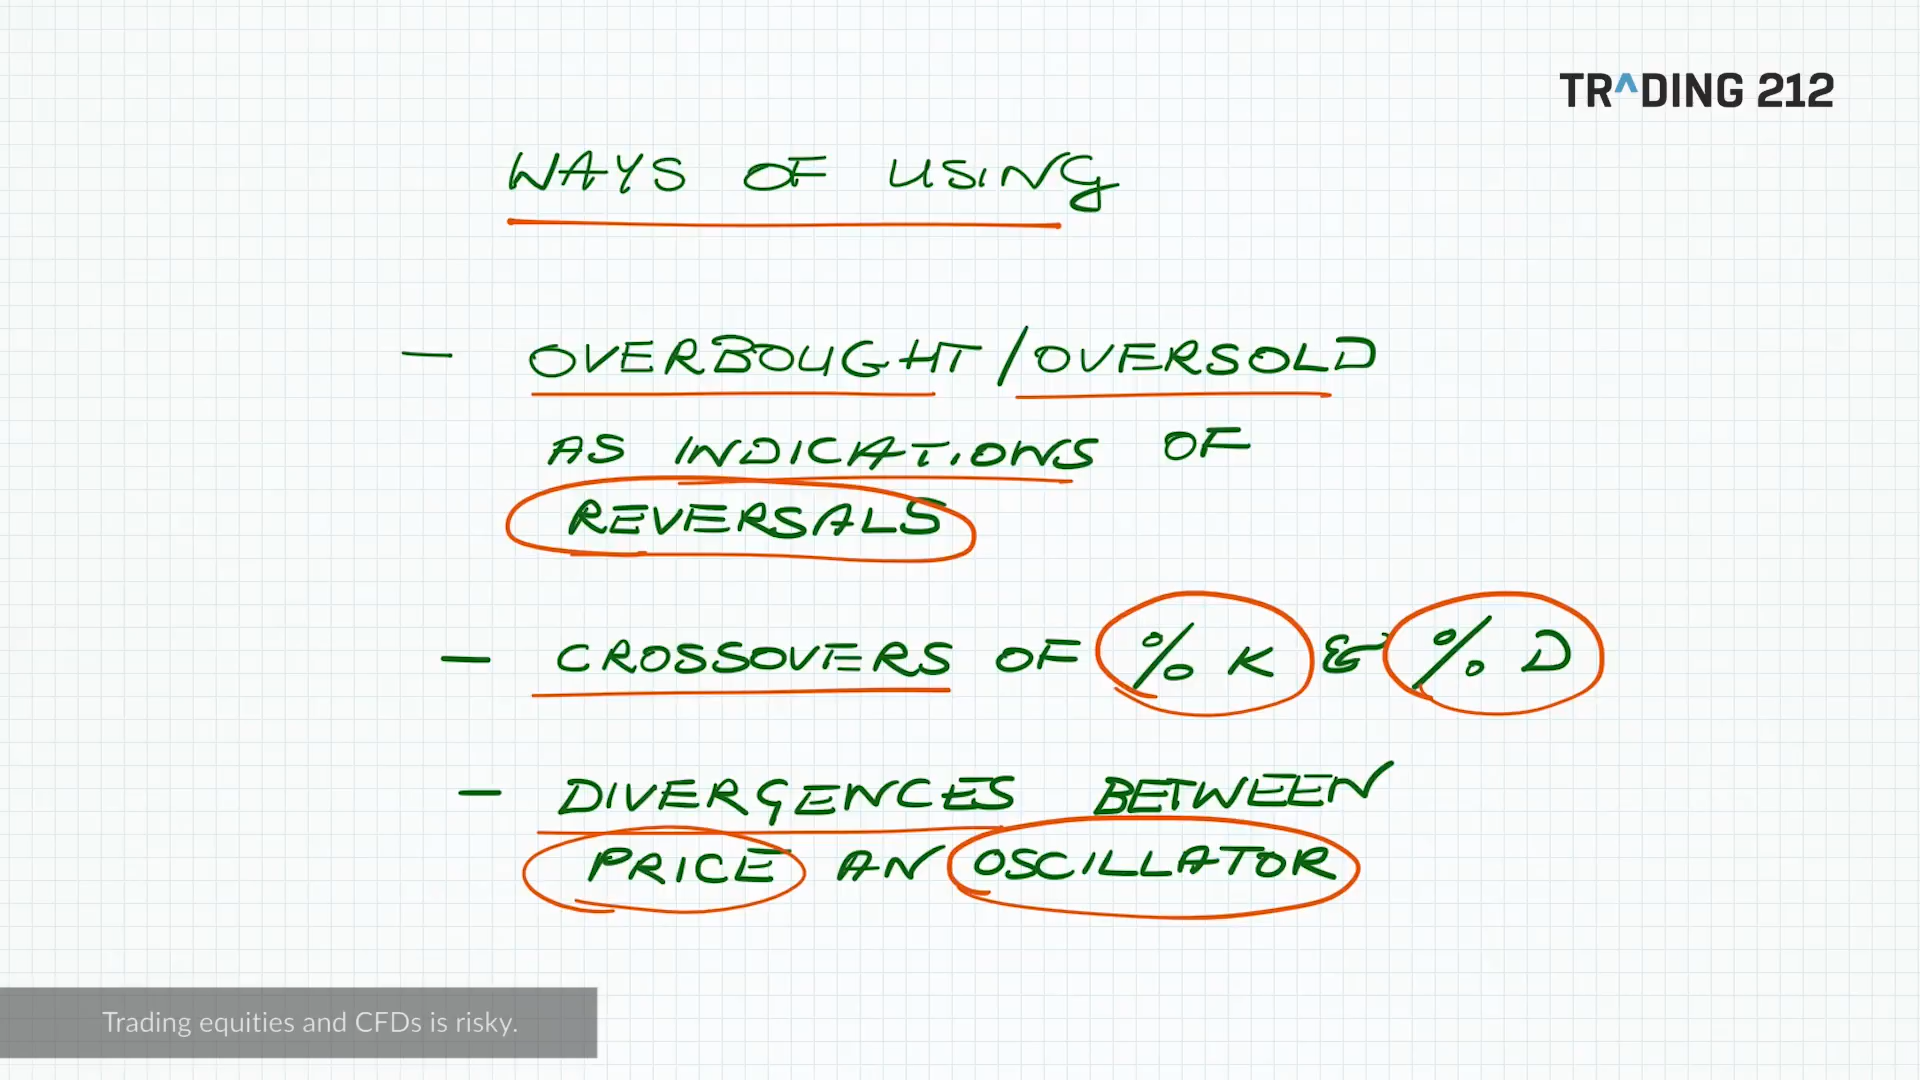 TRADING 212
WAYS OF USING
- OVERBOUGHT / OVERSOLD
AS INDICATIONS OF
REVERSALS
- CROSSOVERS OF % K & % D
- DIVERGENCES BETWEEN
PRICE AN OSCILLATOR
Trading equities and CFDs is risky.